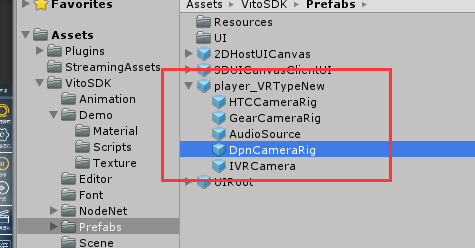 Favorites
Assets
Plugins
StreamingAssets
VitoSDK
Animation
Demo
Material
Scripts
Texture
Editor
Font
NodeNet
Prefabs
Scene
Assets ▸ VitoSDK ▸ Prefabs ▸
Resources
UI
2DHostUICanvas
3DUICanvasClientUI
player_VRTypeNew
HTCCameraRig
GearCameraRig
AudioSource
DpnCameraRig
IVRCamera
UIRoot